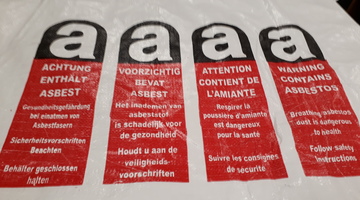 a
ACHTUNG
ENTHÄLT
ASBEST
Gesundheitsgefährdung
bei einatmen von
Asbestfasern
Sicherheitsvorschriften
Beachten
Behälter geschlossen
halten
a
VOORZICHTIG
BEVAT
ASBEST
Het inademen van
asbeststof
is schadelijk voor
de gezondheid
Houdt u aan de
veiligheids
voorschriften
a
ATTENTION
CONTIENT DE
L'AMIANTE
Respirer la
poussière d'amiante
est dangereux
pour la santé
Suivre les consignes
de sécurité
a
WARNING
CONTAINS
ASBESTOS
Breathing asbestos
dust is dangerous
to health
Follow safety
instructions